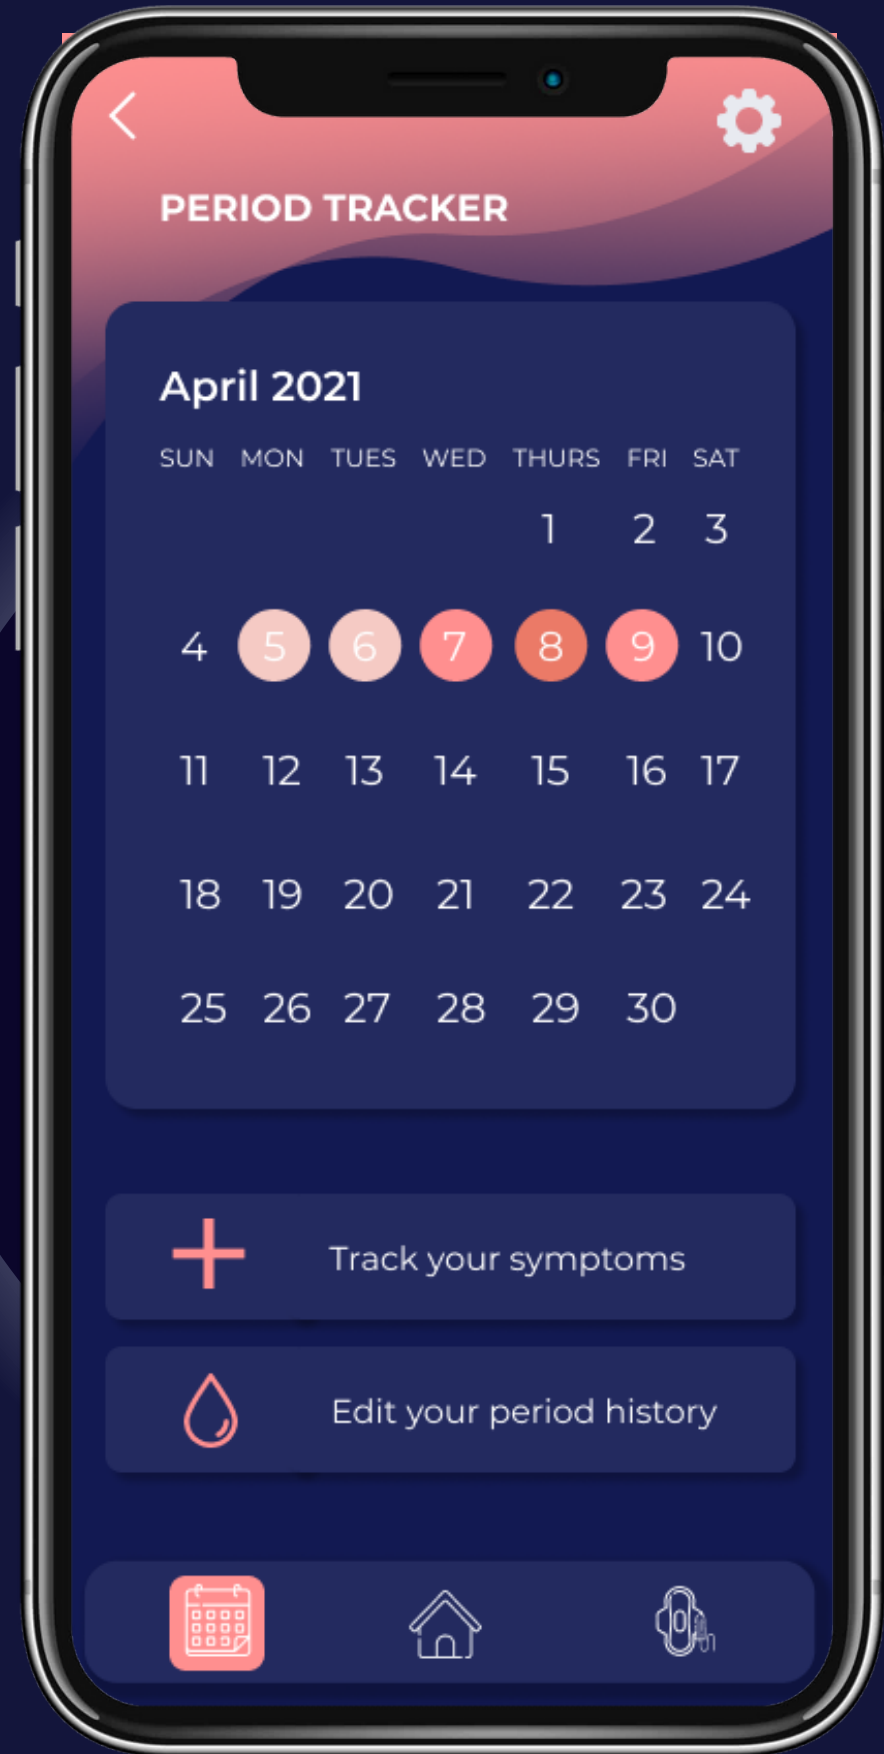 PERIOD TRACKER
April 2021
SUN MON TUES WED THURS FRI SAT
1 2 3
4 5 6 7 8 9 10
11 12 13 14 15 16 17
18 19 20 21 22 23 24
25 26 27 28 29 30
Track your symptoms
Edit your period history